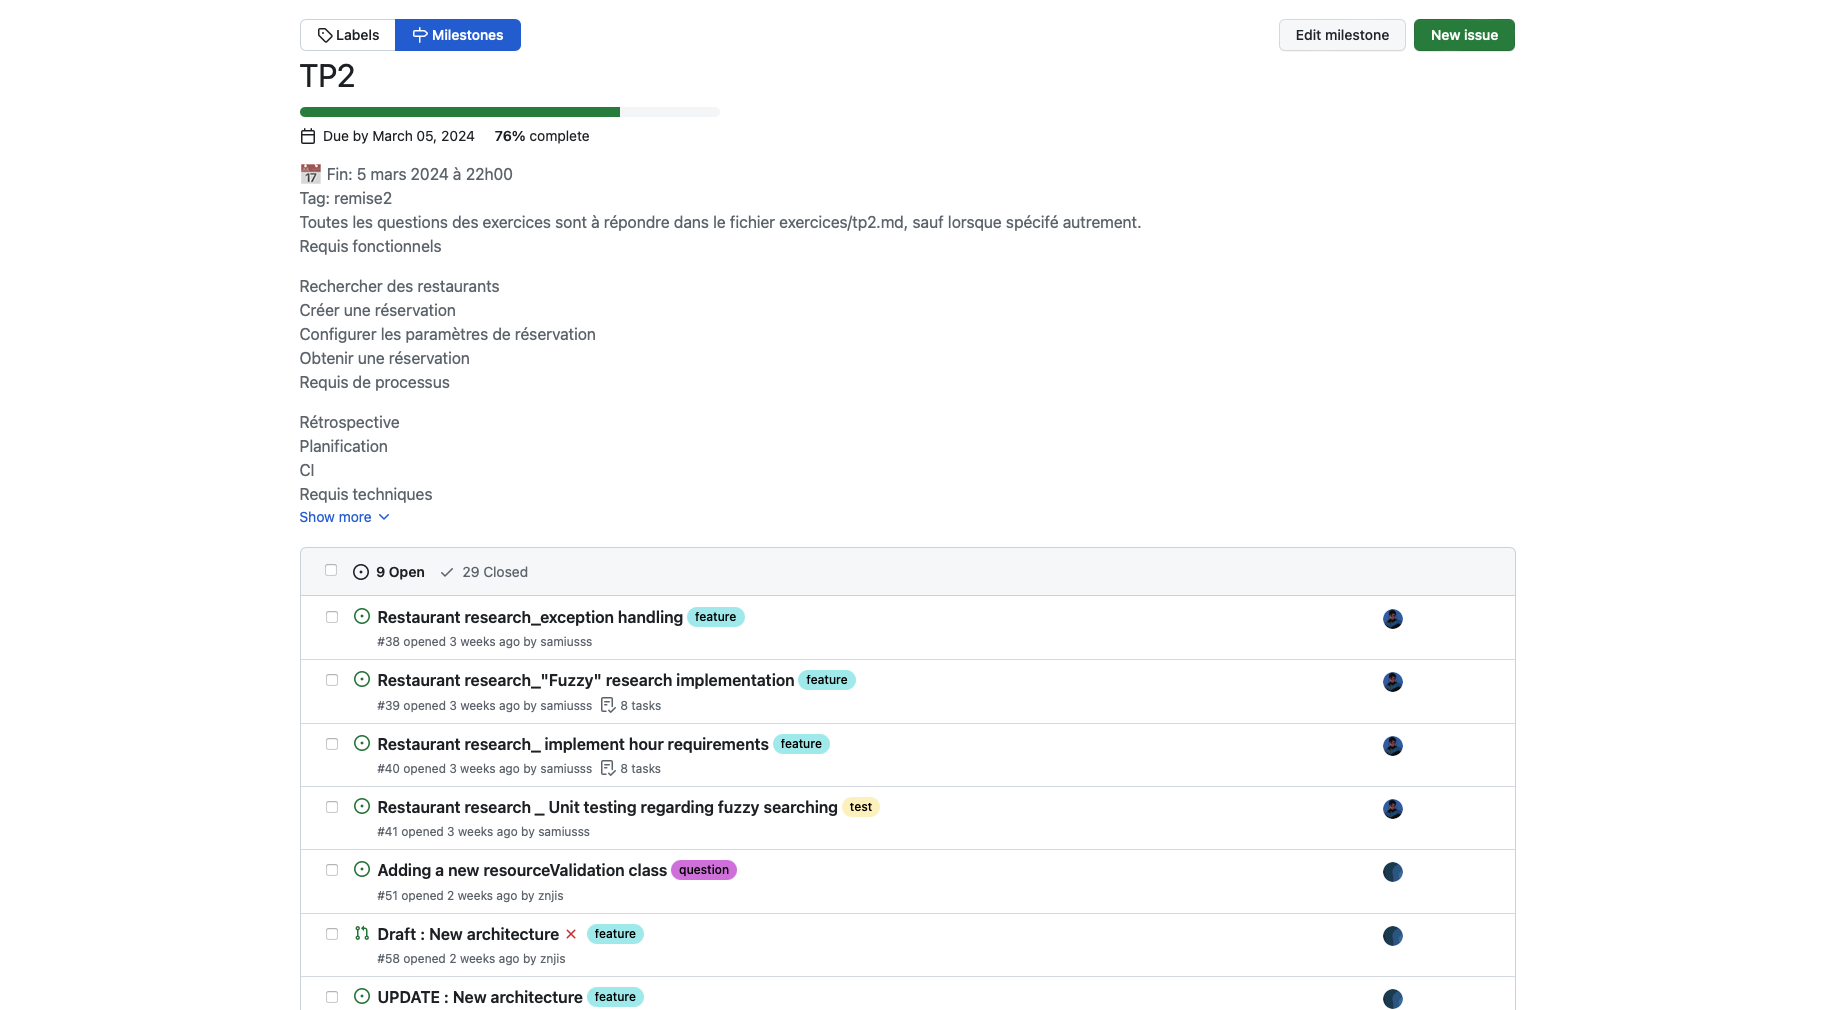 Labels Milestones Edit milestone New issue
TP2
Due by March 05, 2024 76% complete
17 Fin: 5 mars 2024 à 22h00
Tag: remise2
Toutes les questions des exercices sont à répondre dans le fichier exercices/tp2.md, sauf lorsque spécifé autrement.
Requis fonctionnels
Rechercher des restaurants
Créer une réservation
Configurer les paramètres de réservation
Obtenir une réservation
Requis de processus
Rétrospective
Planification
CI
Requis techniques
Show more
9 Open 29 Closed
Restaurant research_exception handling feature
#38 opened 3 weeks ago by samiusss
Restaurant research_"Fuzzy" research implementation feature
#39 opened 3 weeks ago by samiusss 8 tasks
Restaurant research_ implement hour requirements feature
#40 opened 3 weeks ago by samiusss 8 tasks
Restaurant research _ Unit testing regarding fuzzy searching test
#41 opened 3 weeks ago by samiusss
Adding a new resourceValidation class question
#51 opened 2 weeks ago by znjis
Draft : New architecture feature
#58 opened 2 weeks ago by znjis
UPDATE : New architecture feature